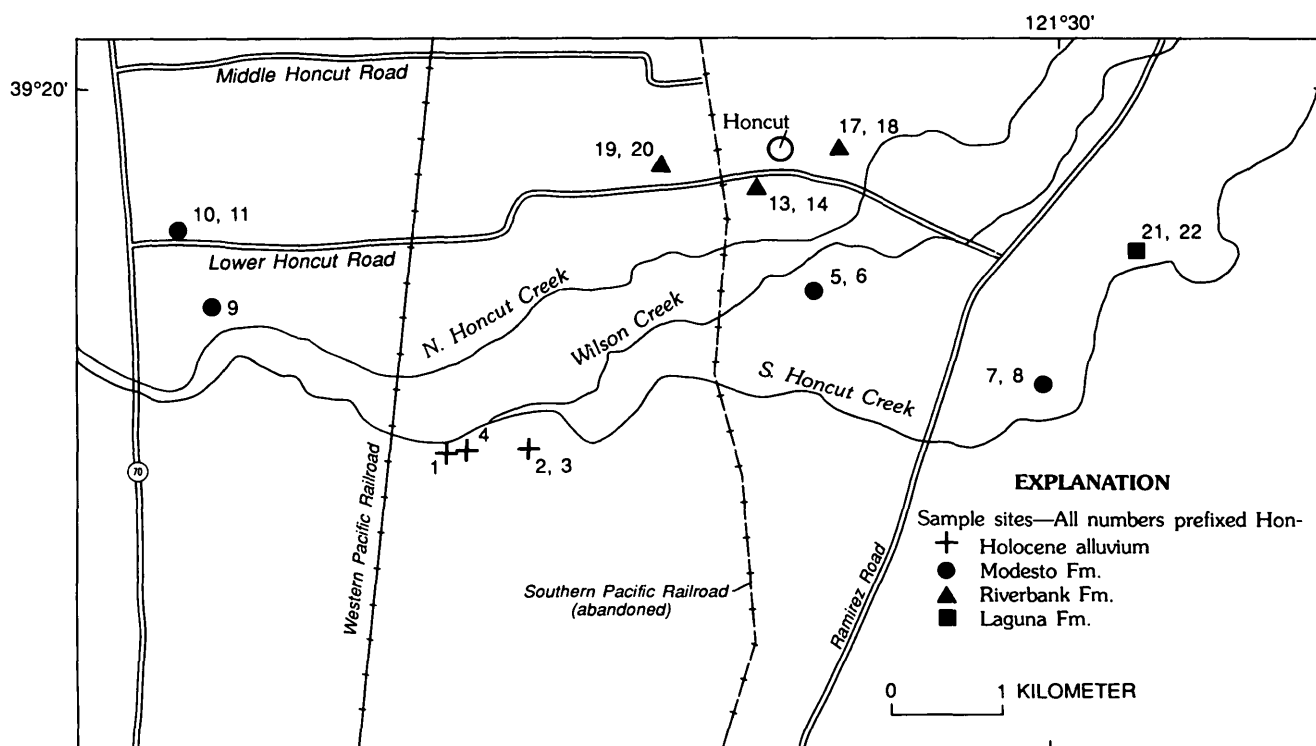 121°30'
39°20'
Middle Honcut Road
Honcut
17, 18
19, 20
13, 14
10, 11
Lower Honcut Road
21, 22
5, 6
9
N. Honcut Creek
Wilson Creek
S. Honcut Creek
7, 8
4
1
2, 3
70
Western Pacific Railroad
Southern Pacific Railroad
(abandoned)
Ramirez Road
EXPLANATION
Sample sites—All numbers prefixed Hon-
Holocene alluvium
Modesto Fm.
Riverbank Fm.
Laguna Fm.
0 1 KILOMETER